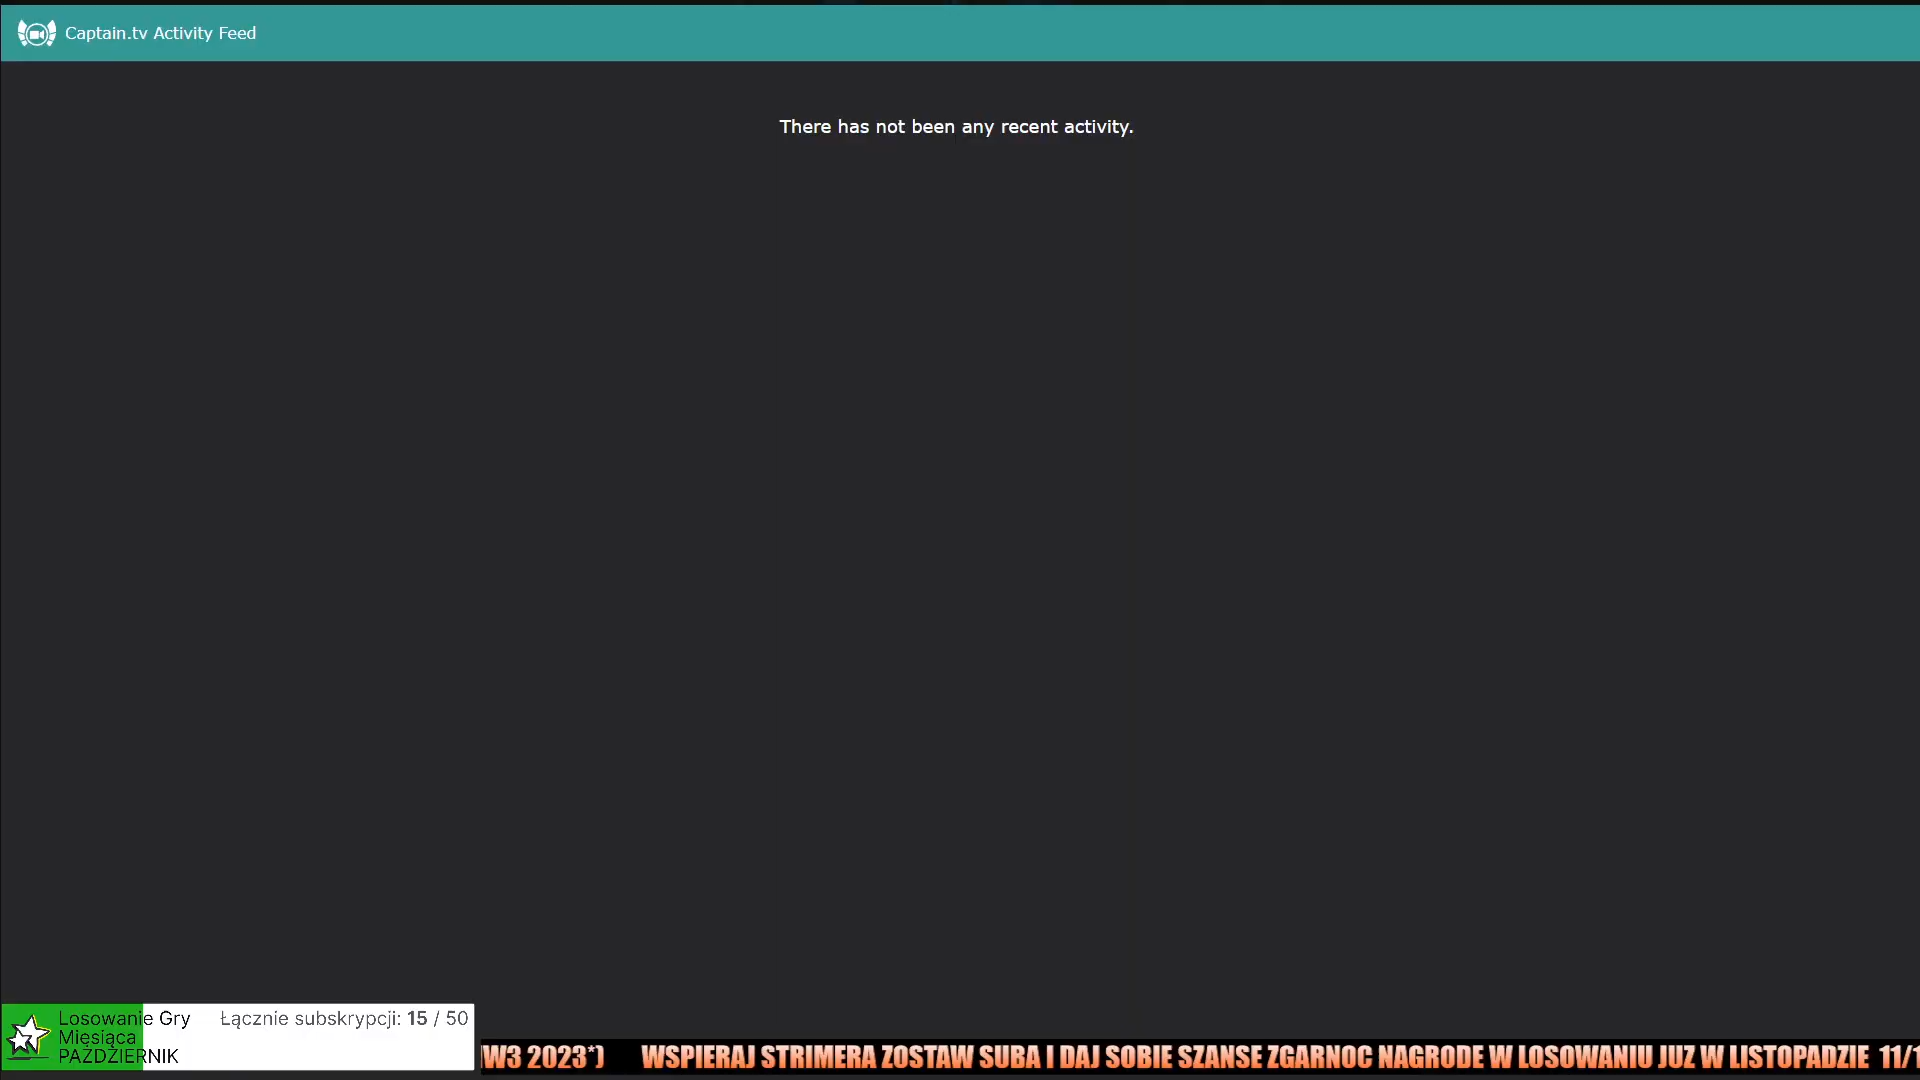 Captain.tv Activity Feed
There has not been any recent activity.
Losowanie Gry
Miesiąca
PAŹDZIERNIK
Łącznie subskrypcji: 15 / 50
W3 2023*) WSPIERAJ STRIMERA ZOSTAW SUBA I DAJ SOBIE SZANSE ZGARNOC NAGRODE W LOSOWANIU JUZ W LISTOPADZIE 11/